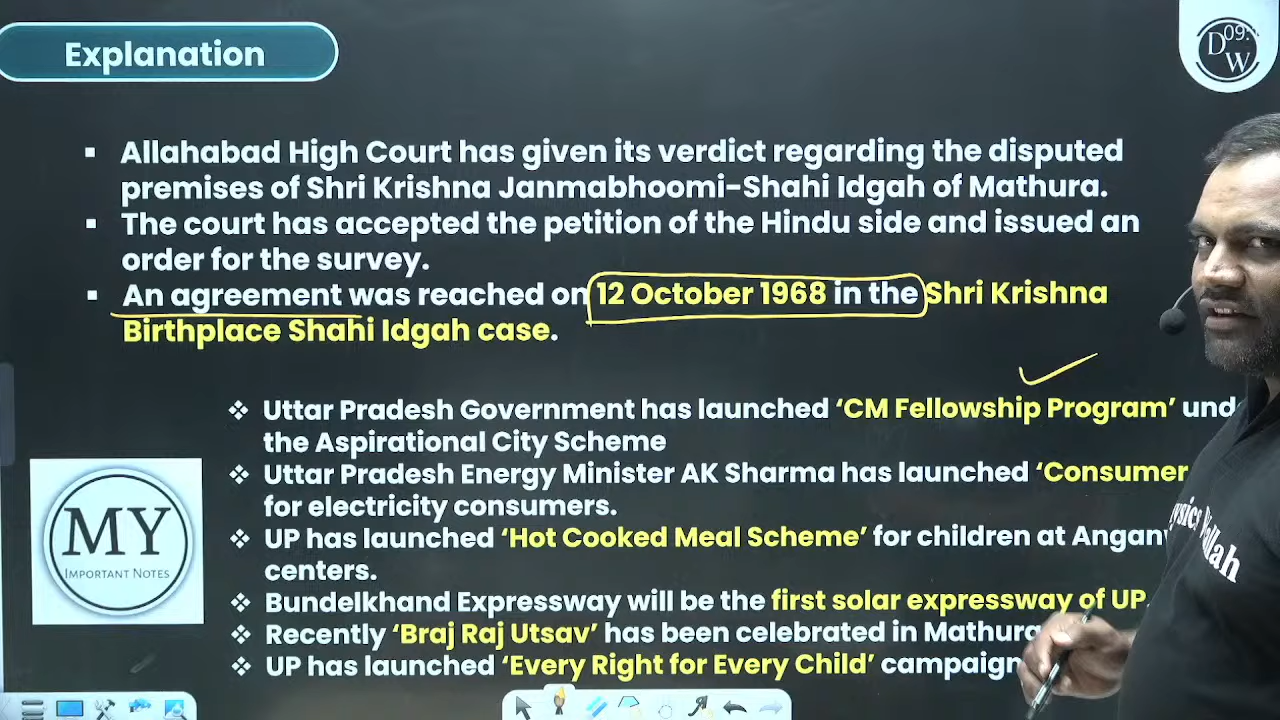 Explanation
D 09:
W
▪ Allahabad High Court has given its verdict regarding the disputed
premises of Shri Krishna Janmabhoomi-Shahi Idgah of Mathura.
▪ The court has accepted the petition of the Hindu side and issued an
order for the survey.
▪ An agreement was reached on 12 October 1968 in the Shri Krishna
Birthplace Shahi Idgah case.
❖ Uttar Pradesh Government has launched ‘CM Fellowship Program’
the Aspirational City Scheme
❖ Uttar Pradesh Energy Minister AK Sharma has launched ‘Consumer
for electricity consumers.
❖ UP has launched ‘Hot Cooked Meal Scheme’ for children at
centers.
❖ Bundelkhand Expressway will be the first solar expressway of UP.
❖ Recently ‘Braj Raj Utsav’ has been celebrated in Mathura
❖ UP has launched ‘Every Right for Every Child’ campaign
MY
IMPORTANT NOTES